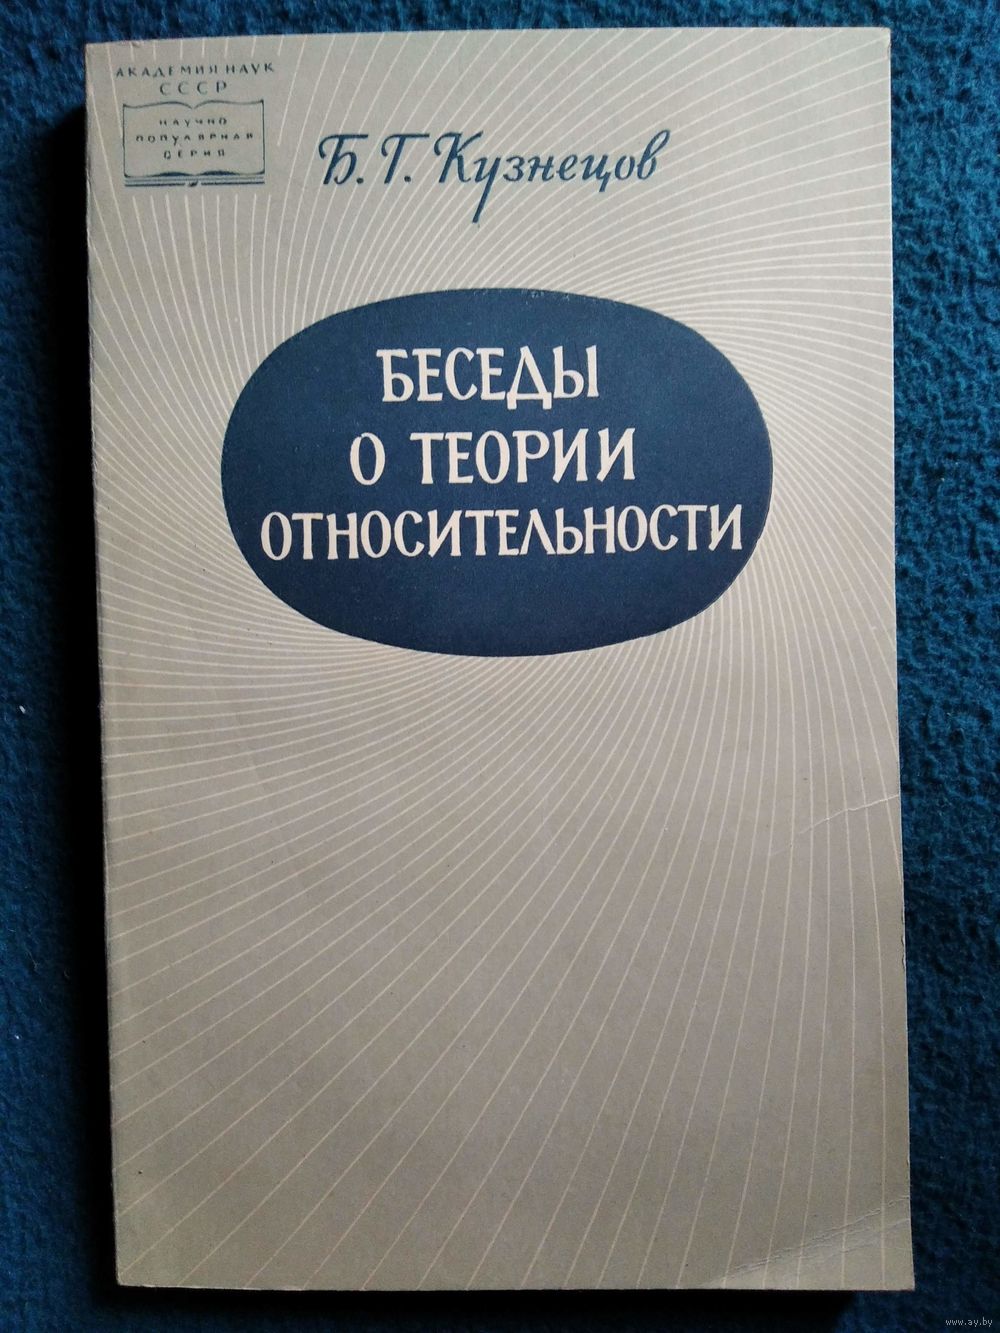 АКАДЕМИЯ НАУК
СССР
НАУЧНО
ПОПУЛЯРНАЯ
СЕРИЯ
Б. Г. Кузнецов
БЕСЕДЫ
О ТЕОРИИ
ОТНОСИТЕЛЬНОСТИ
www.ay.by